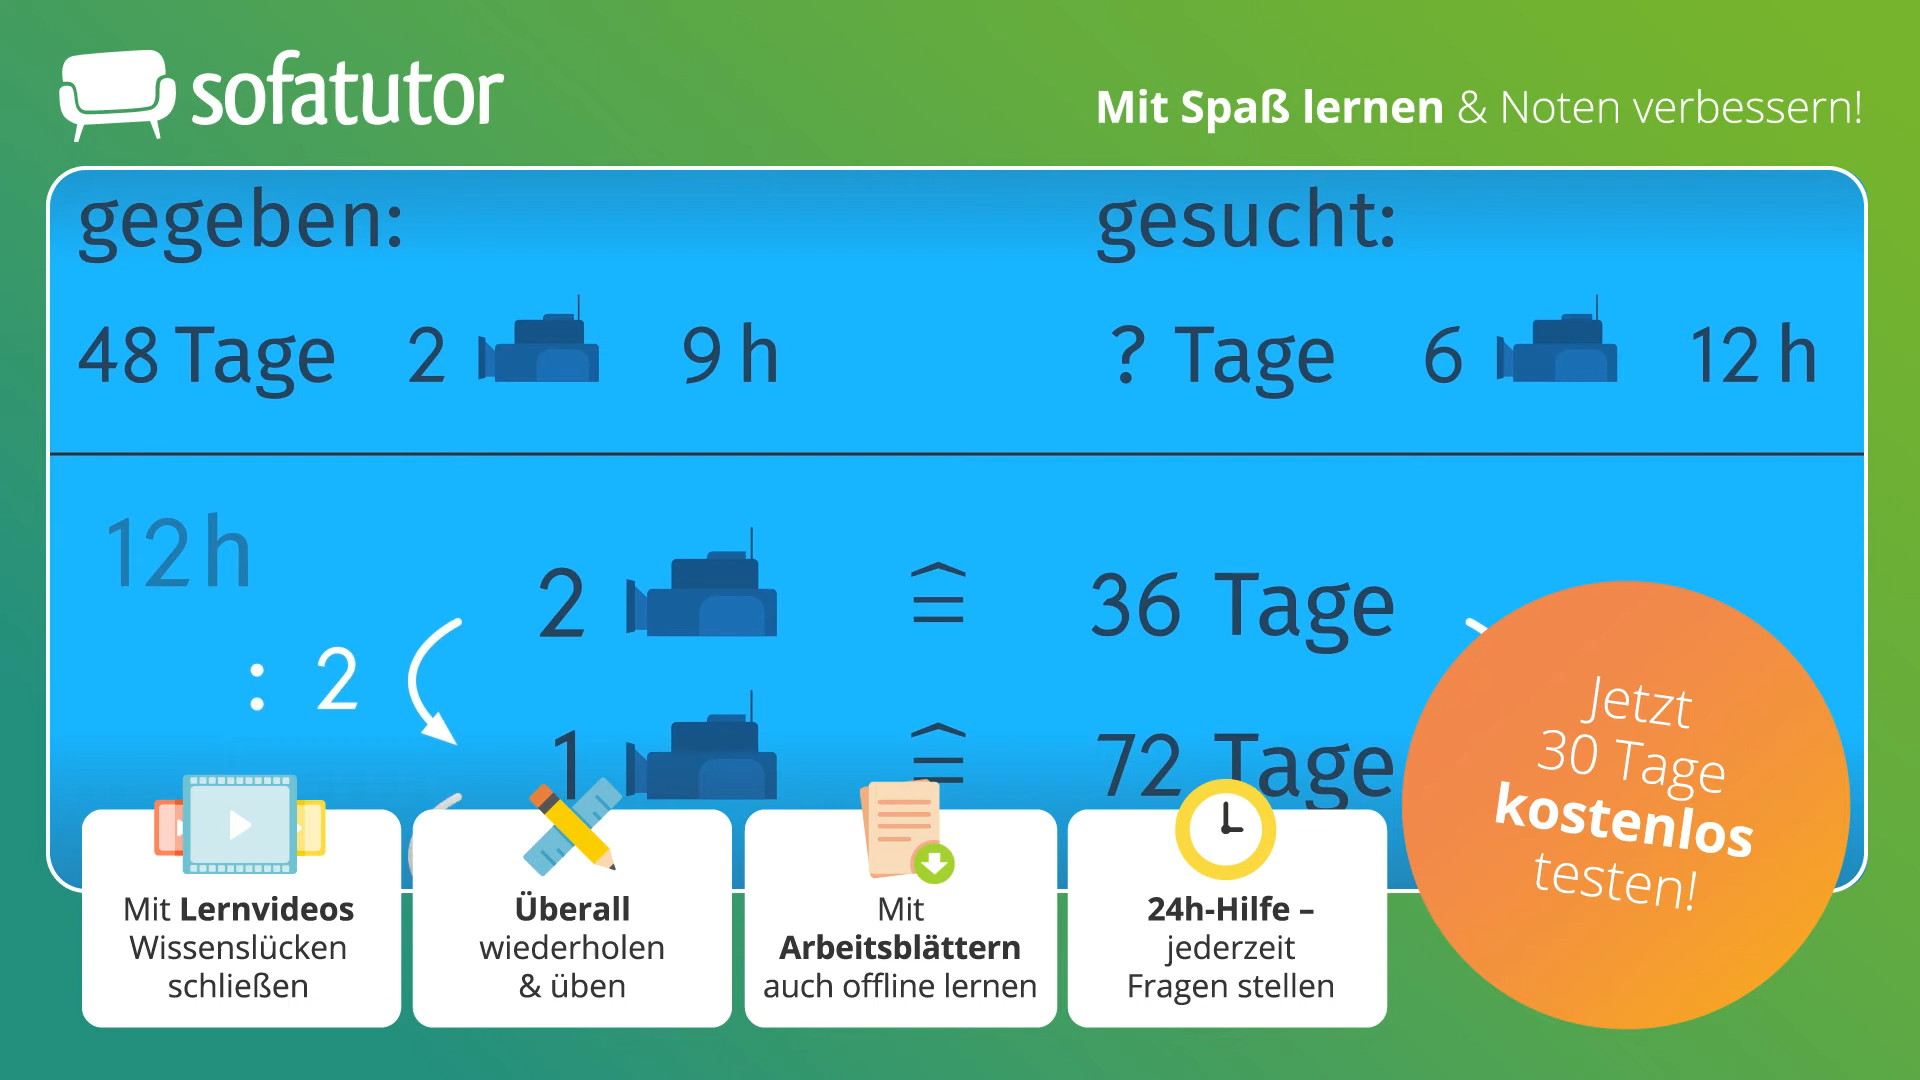 sofatutor
Mit Spaß lernen & Noten verbessern!
gegeben: gesucht:
48 Tage 2 9 h ? Tage 6 12 h
12 h
2 ≙ 36 Tage
: 2
1 ≙ 72 Tage
Jetzt
30 Tage
kostenlos
testen!
Mit Lernvideos
Wissenslücken
schließen
Überall
wiederholen
& üben
Mit
Arbeitsblättern
auch offline lernen
24h-Hilfe –
jederzeit
Fragen stellen